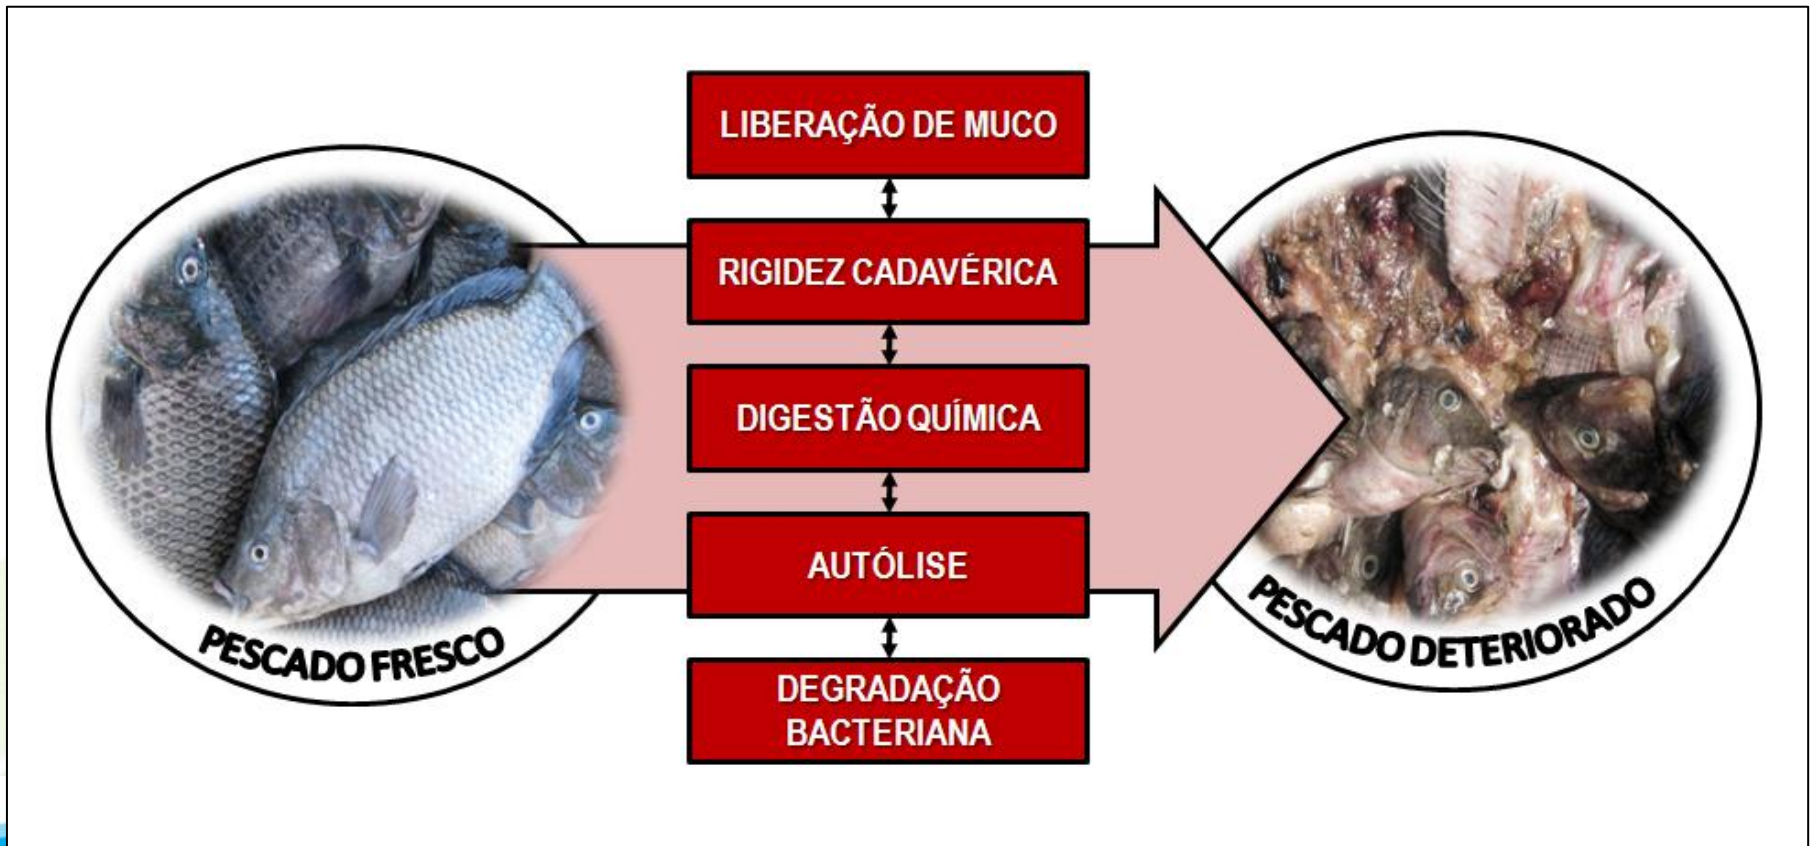 LIBERAÇÃO DE MUCO
RIGIDEZ CADAVÉRICA
DIGESTÃO QUÍMICA
AUTÓLISE
DEGRADAÇÃO
BACTERIANA
PESCADO FRESCO
PESCADO DETERIORADO